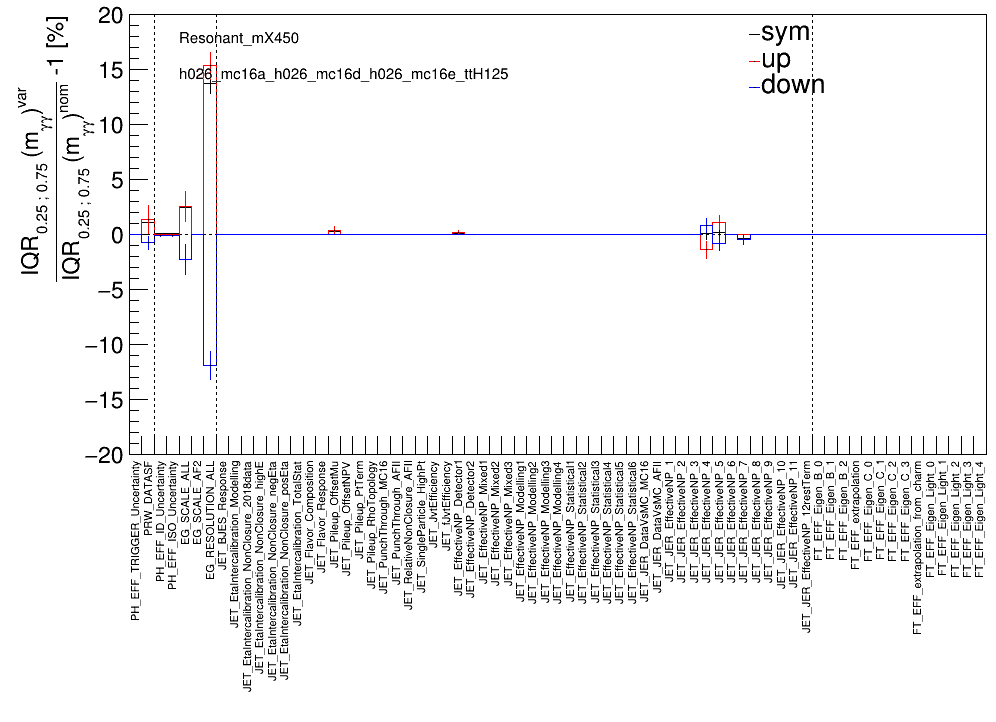 IQR0.25 ; 0.75 (mγγ)var
IQR0.25 ; 0.75 (mγγ)nom -1 [%]
20
15
10
5
0
−5
−10
−15
−20
Resonant_mX450
h026_mc16a_h026_mc16d_h026_mc16e_ttH125
sym
up
down
PH_EFF_TRIGGER_Uncertainty
PRW_DATASF
PH_EFF_ID_Uncertainty
PH_EFF_ISO_Uncertainty
EG_SCALE_ALL
EG_SCALE_AF2
EG_RESOLUTION_ALL
JET_BJES_Response
JET_EtaIntercalibration_Modelling
JET_EtaIntercalibration_NonClosure_2018data
JET_EtaIntercalibration_NonClosure_highE
JET_EtaIntercalibration_NonClosure_negEta
JET_EtaIntercalibration_NonClosure_posEta
JET_EtaIntercalibration_TotalStat
JET_Flavor_Composition
JET_Flavor_Response
JET_Pileup_OffsetMu
JET_Pileup_OffsetNPV
JET_Pileup_PtTerm
JET_Pileup_RhoTopology
JET_PunchThrough_MC16
JET_PunchThrough_AFII
JET_RelativeNonClosure_AFII
JET_SingleParticle_HighPt
JET_JvtEfficiency
JET_fJvtEfficiency
JET_EffectiveNP_Detector1
JET_EffectiveNP_Detector2
JET_EffectiveNP_Mixed1
JET_EffectiveNP_Mixed2
JET_EffectiveNP_Mixed3
JET_EffectiveNP_Modelling1
JET_EffectiveNP_Modelling2
JET_EffectiveNP_Modelling3
JET_EffectiveNP_Modelling4
JET_EffectiveNP_Statistical1
JET_EffectiveNP_Statistical2
JET_EffectiveNP_Statistical3
JET_EffectiveNP_Statistical4
JET_EffectiveNP_Statistical5
JET_EffectiveNP_Statistical6
JET_JER_DataVsMC_MC16
JET_JER_DataVsMC_AFII
JET_JER_EffectiveNP_1
JET_JER_EffectiveNP_2
JET_JER_EffectiveNP_3
JET_JER_EffectiveNP_4
JET_JER_EffectiveNP_5
JET_JER_EffectiveNP_6
JET_JER_EffectiveNP_7
JET_JER_EffectiveNP_8
JET_JER_EffectiveNP_9
JET_JER_EffectiveNP_10
JET_JER_EffectiveNP_11
JET_JER_EffectiveNP_12restTerm
FT_EFF_Eigen_B_0
FT_EFF_Eigen_B_1
FT_EFF_Eigen_B_2
FT_EFF_extrapolation
FT_EFF_Eigen_C_0
FT_EFF_Eigen_C_1
FT_EFF_Eigen_C_2
FT_EFF_Eigen_C_3
FT_EFF_extrapolation_from_charm
FT_EFF_Eigen_Light_0
FT_EFF_Eigen_Light_1
FT_EFF_Eigen_Light_2
FT_EFF_Eigen_Light_3
FT_EFF_Eigen_Light_4